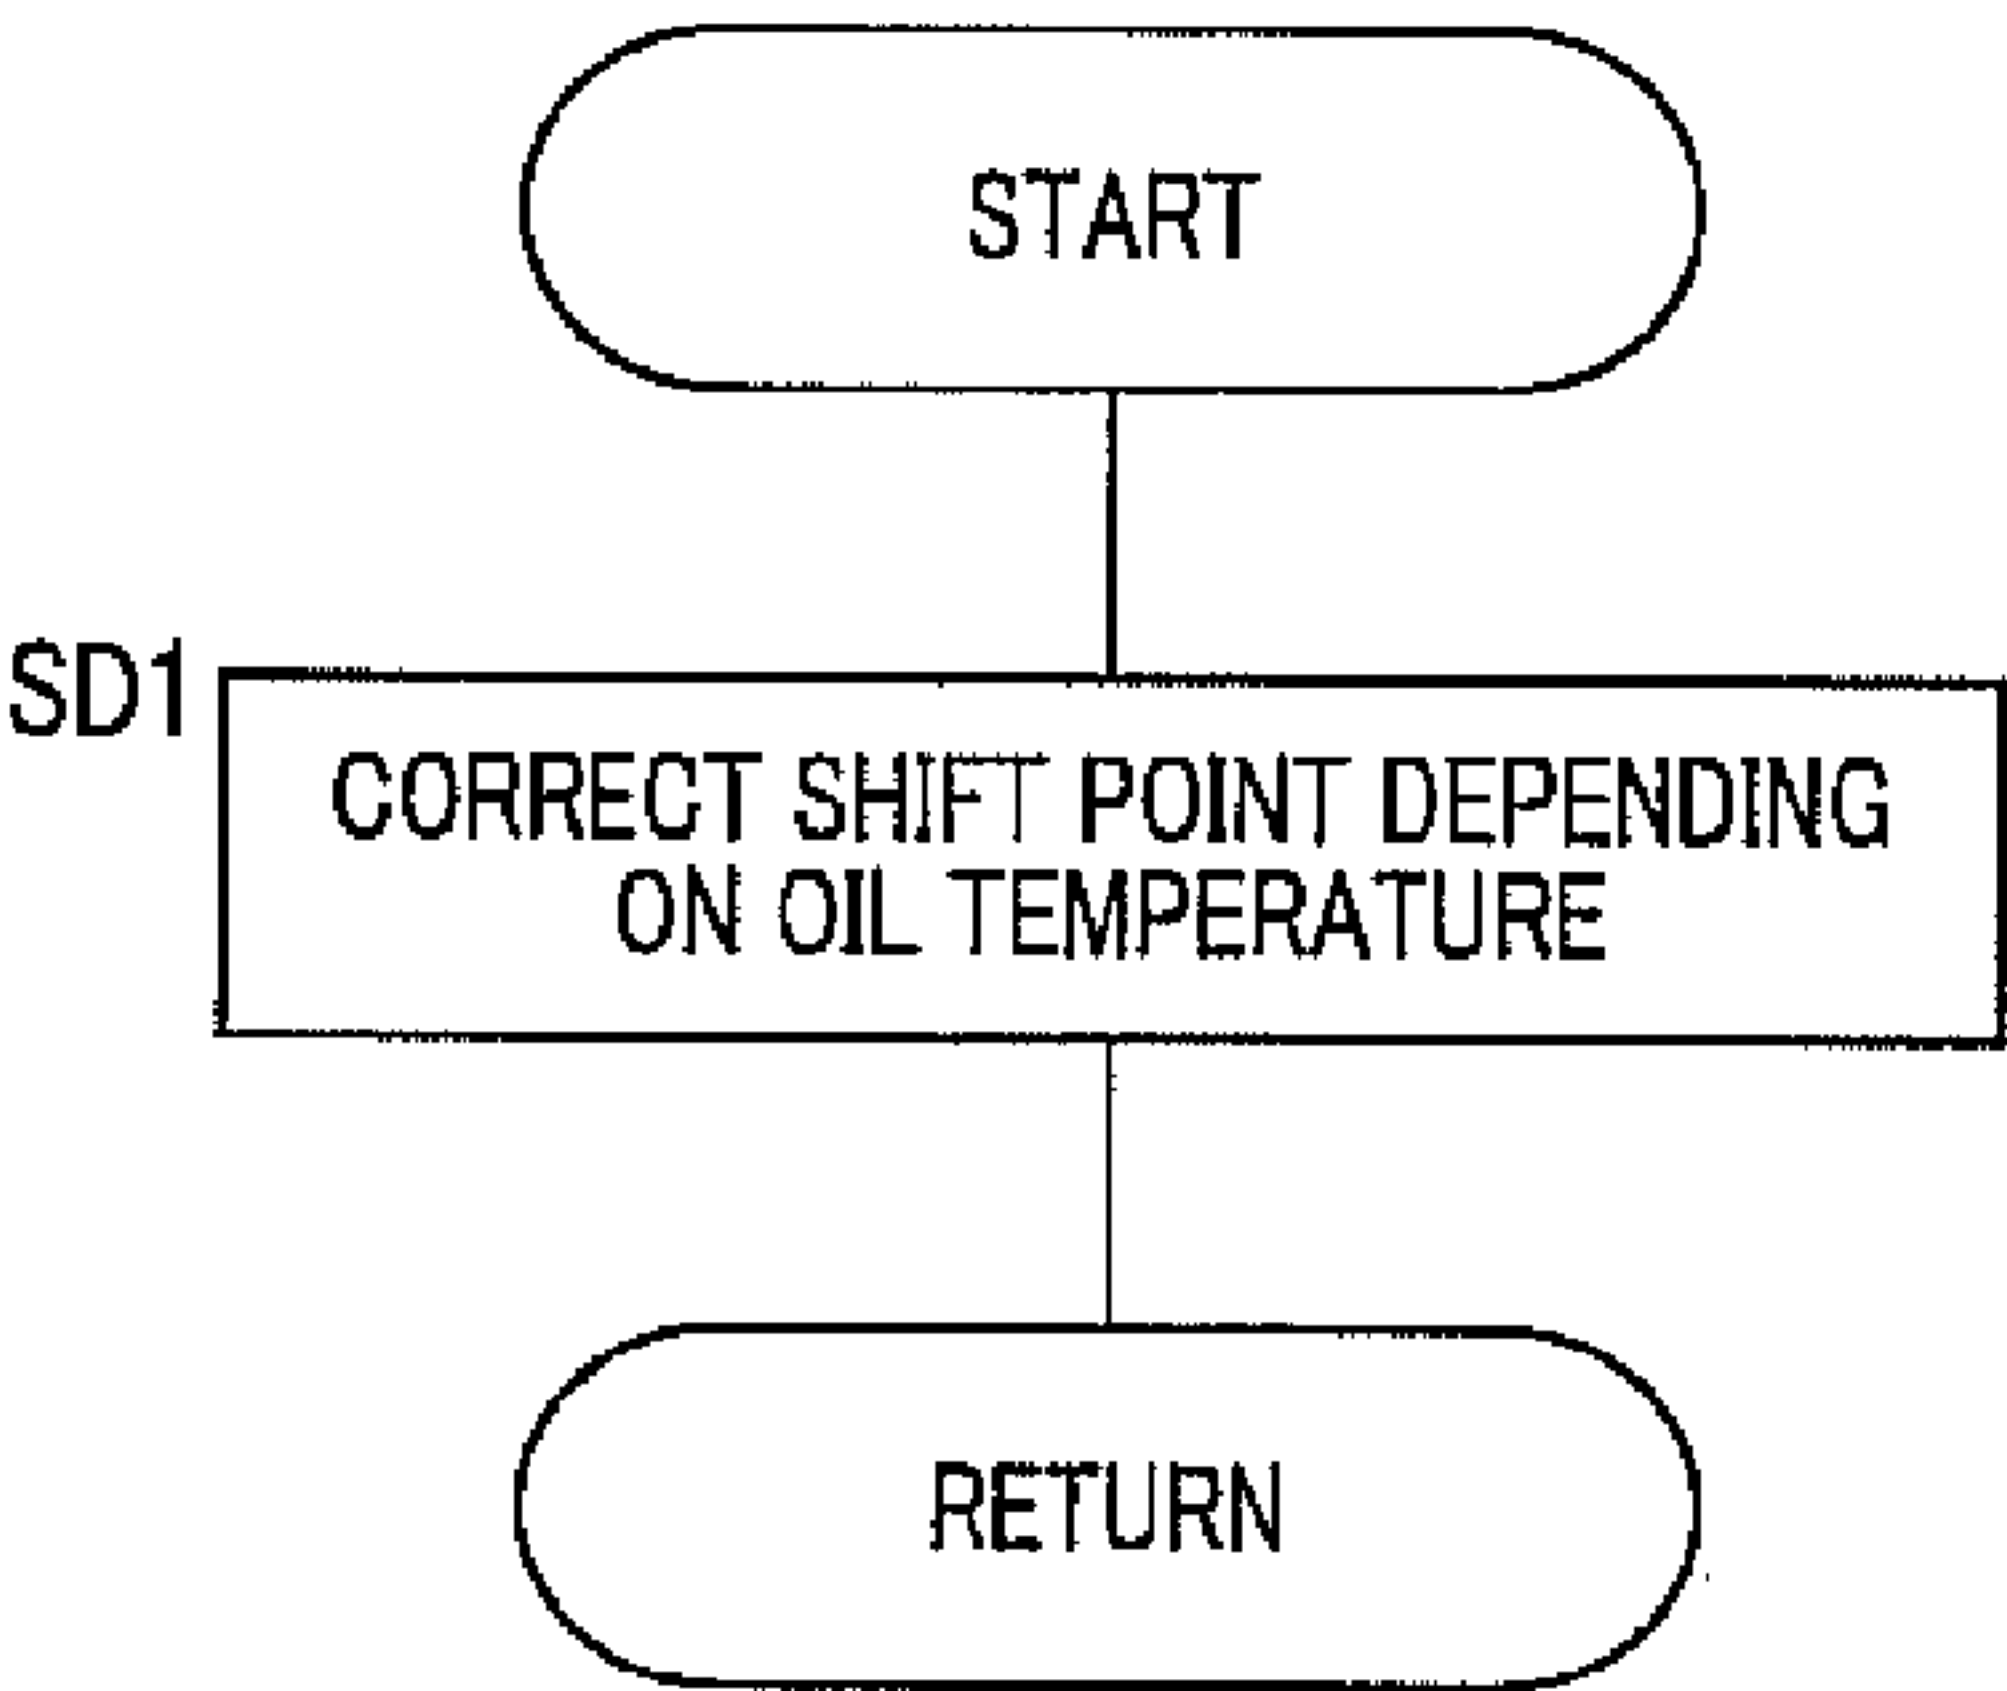 START
SD1
CORRECT SHIFT POINT DEPENDING
ON OIL TEMPERATURE
RETURN